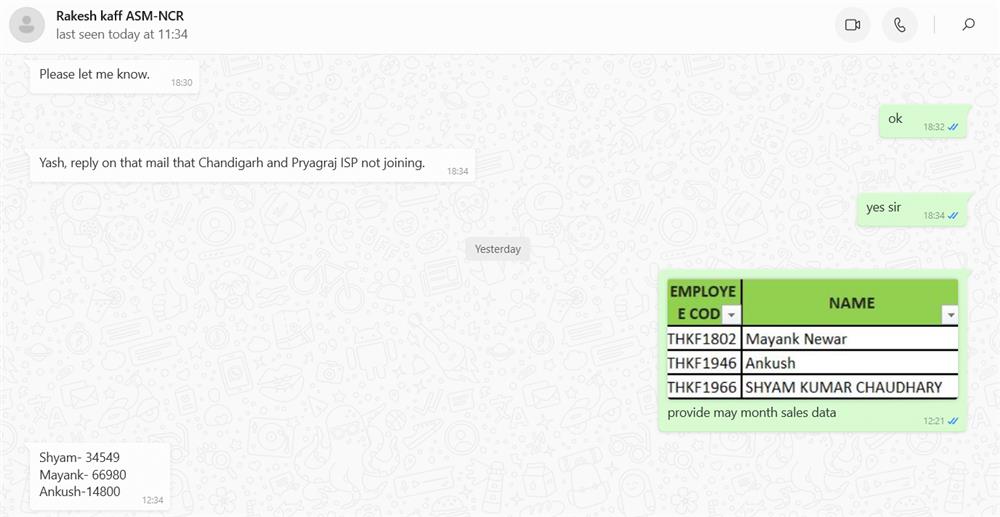 Rakesh kaff ASM-NCR
last seen today at 11:34
Please let me know.
18:30
ok
18:32
Yash, reply on that mail that Chandigarh and Pryagraj ISP not joining.
18:34
yes sir
18:34
Yesterday
EMPLOYE
E COD
NAME
THKF1802 Mayank Newar
THKF1946 Ankush
THKF1966 SHYAM KUMAR CHAUDHARY
provide may month sales data
12:21
Shyam- 34549
Mayank- 66980
Ankush-14800
12:34